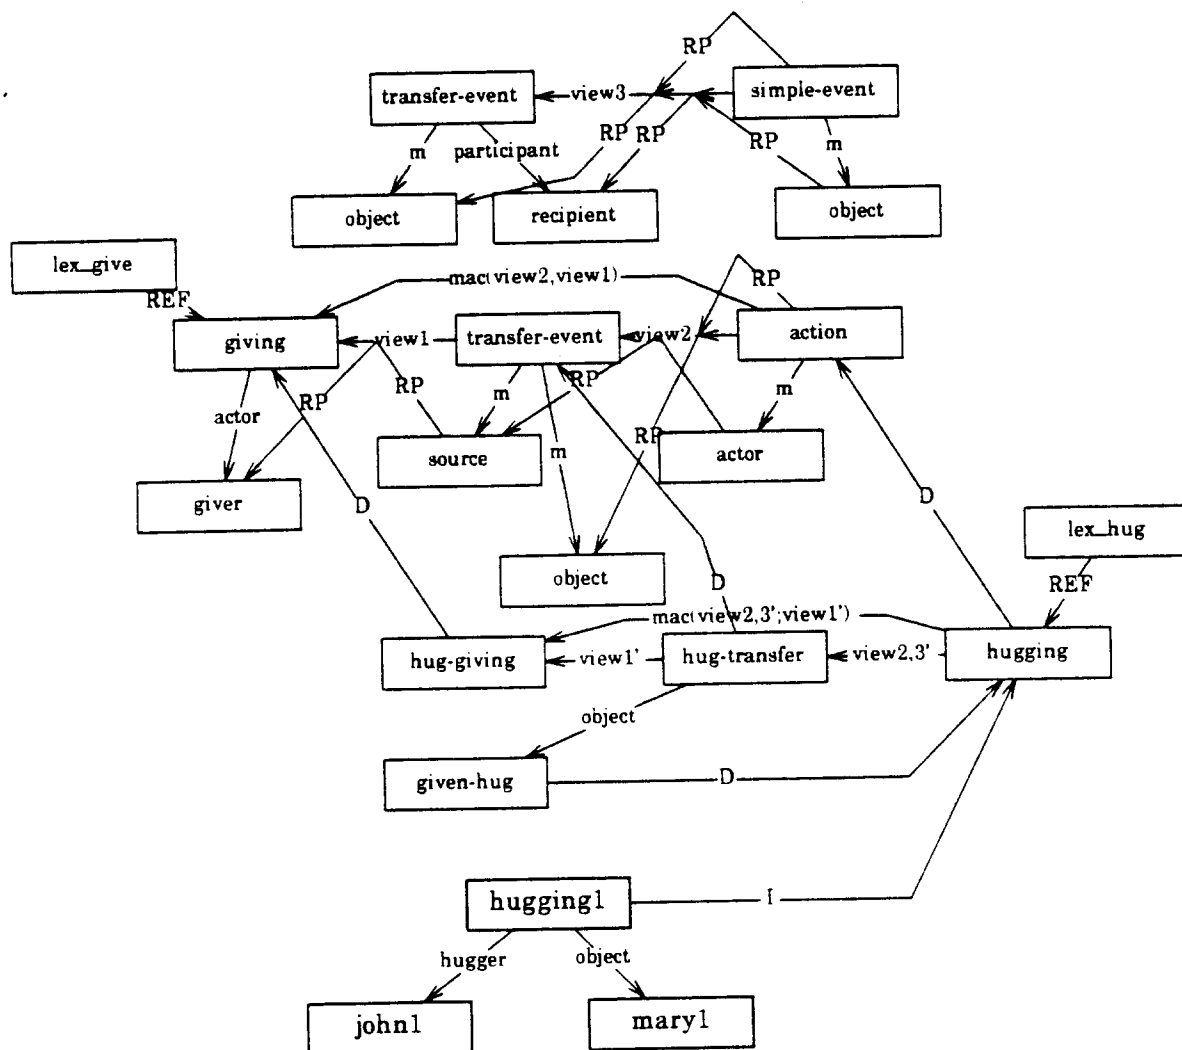 RP
transfer-event
view3
simple-event
RP
RP
RP
m
participant
m
object
recipient
object
lex_give
mac(view2,view1)
RP
REF
giving
view1
transfer-event
view2
action
RP
RP
m
m
actor
RP
RP
source
m
actor
giver
D
D
lex_hug
object
D
REF
mac(view2,3';view1')
hug-giving
view1'
hug-transfer
view2,3'
hugging
object
given-hug
D
hugging1
I
hugger
object
john1
mary1